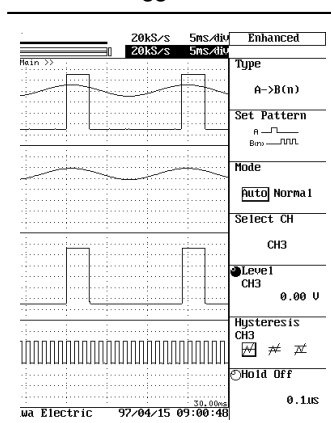 20kS/s 5ms/div Enhanced
20kS/s 5ms/div
Main >>
Type
A->B(n)
Set Pattern
A
B(n)
Mode
Auto Normal
Select CH
CH3
Level
CH3
0.00 V
Hysteresis
CH3
Hold Off
0.1us
30.00ms
wa Electric 97/04/15 09:00:48